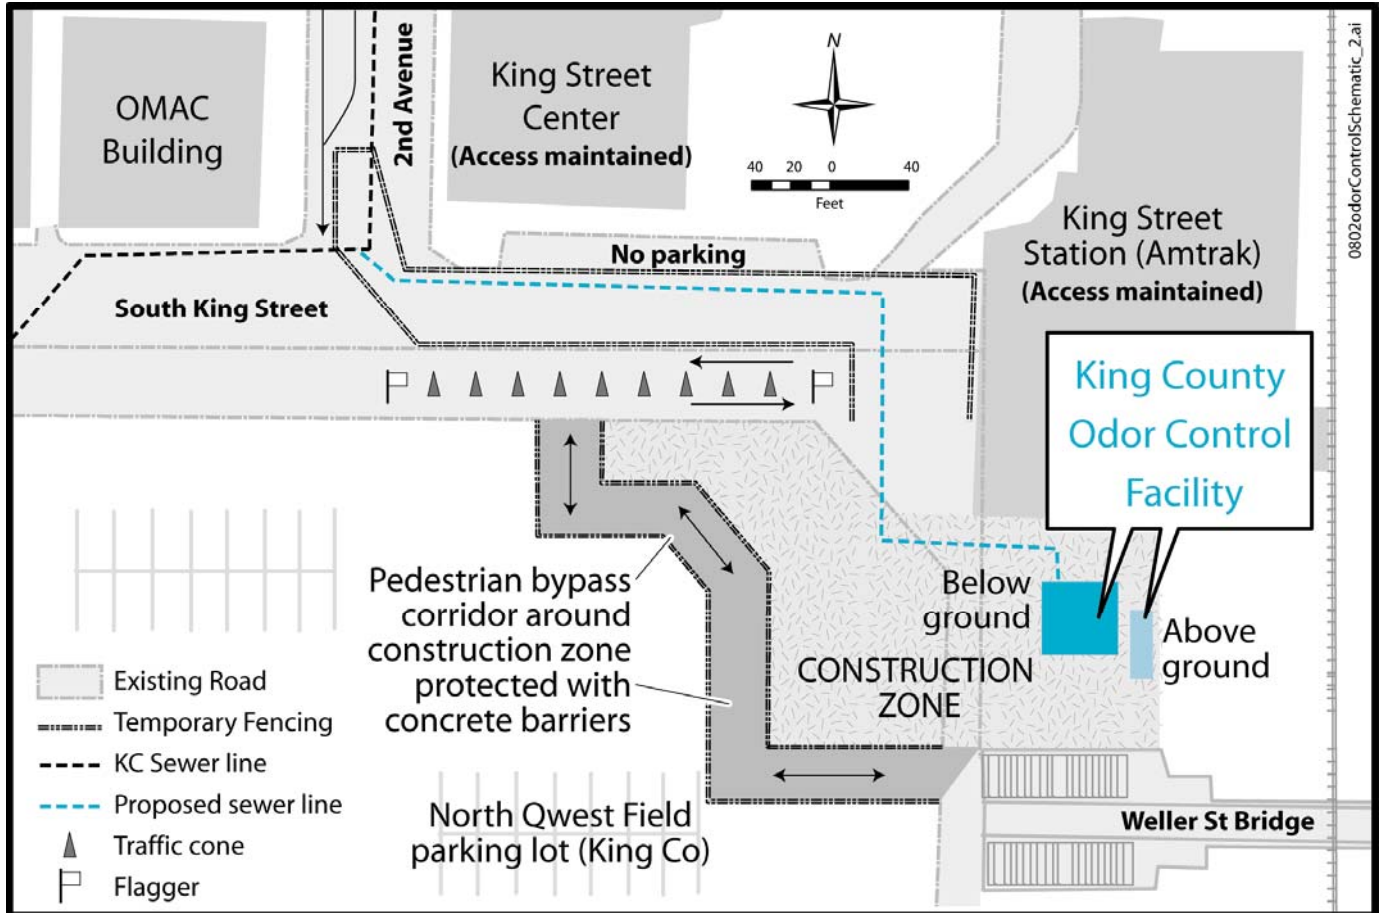 OMAC
Building
2nd Avenue
King Street
Center
(Access maintained)
N
40 20 0 40
Feet
0802odorControlSchematic_2.ai
King Street
Station (Amtrak)
(Access maintained)
No parking
South King Street
King County
Odor Control
Facility
Below
ground
Above
ground
CONSTRUCTION
ZONE
Pedestrian bypass
corridor around
construction zone
protected with
concrete barriers
Existing Road
Temporary Fencing
KC Sewer line
Proposed sewer line
Traffic cone
Flagger
North Qwest Field
parking lot (King Co)
Weller St Bridge